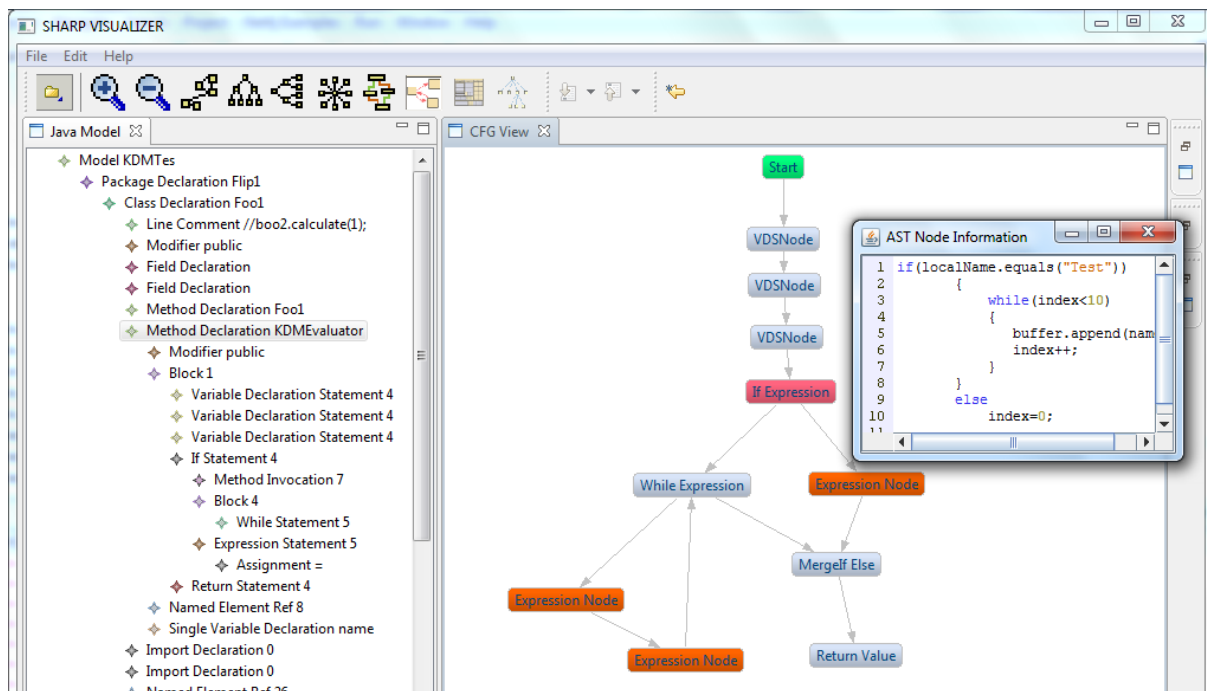 SHARP VISUALIZER
File Edit Help
Java Model
Model KDMTes
Package Declaration Flip1
Class Declaration Foo1
Line Comment //boo2.calculate(1);
Modifier public
Field Declaration
Field Declaration
Method Declaration Foo1
Method Declaration KDMEvaluator
Modifier public
Block 1
Variable Declaration Statement 4
Variable Declaration Statement 4
Variable Declaration Statement 4
If Statement 4
Method Invocation 7
Block 4
While Statement 5
Expression Statement 5
Assignment =
Return Statement 4
Named Element Ref 8
Single Variable Declaration name
Import Declaration 0
Import Declaration 0
Named Element Ref 26
CFG View
Start
VDSNode
VDSNode
VDSNode
If Expression
While Expression
Expression Node
MergeIf Else
Expression Node
Expression Node
Return Value
AST Node Information
1 if(localName.equals("Test"))
2 {
3 while(index<10)
4 {
5 buffer.append(nam
6 index++;
7 }
8 }
9 else
10 index=0;
11